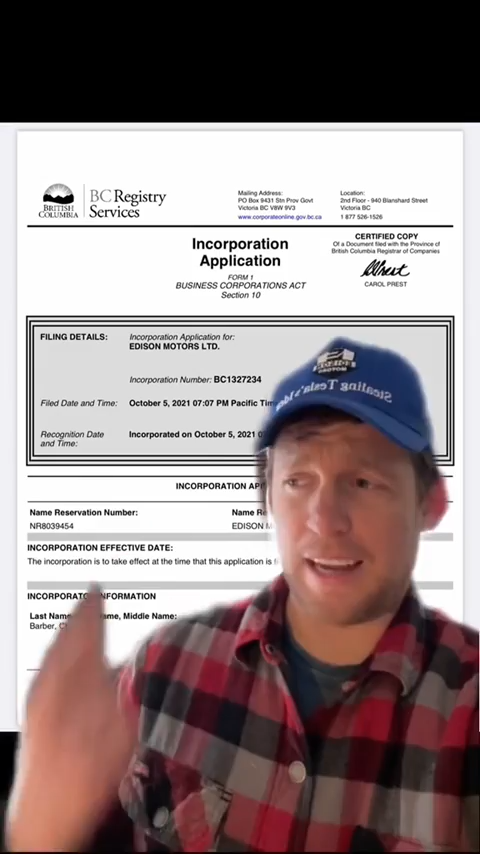 BRITISH
COLUMBIA
BC Registry
Services
Mailing Address:
PO Box 9431 Stn Prov Govt
Victoria BC V8W 9V3
www.corporateonline.gov.bc.ca
Location:
2nd Floor - 940 Blanshard Street
Victoria BC
1 877 526-1526
Incorporation
Application
FORM 1
BUSINESS CORPORATIONS ACT
Section 10
CERTIFIED COPY
Of a Document filed with the Province of
British Columbia Registrar of Companies
CAROL PREST
FILING DETAILS:
Incorporation Application for:
EDISON MOTORS LTD.
Incorporation Number: BC1327234
Filed Date and Time: October 5, 2021 07:07 PM Pacific
Recognition Date
and Time:
Incorporated on October 5, 2021
Stealing Tesla's
INCORPORATION
Name Reservation Number:
NR8039454
Name
EDISON
INCORPORATION EFFECTIVE DATE:
The incorporation is to take effect at the time that this application is
INFORMATION
Last Name, Middle Name:
Barber,